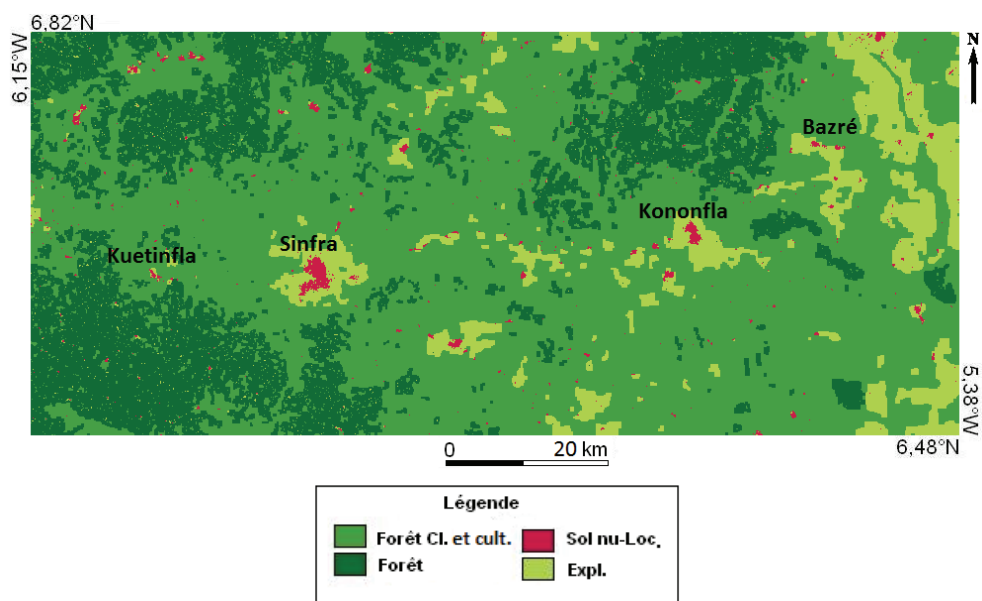 6,82°N
6,15°W
N
Bazré
Kononfla
Sinfra
Kuetinfla
5,38°W
6,48°N
0 20 km
Légende
Forêt Cl. et cult. Sol nu-Loc.
Forêt Expl.